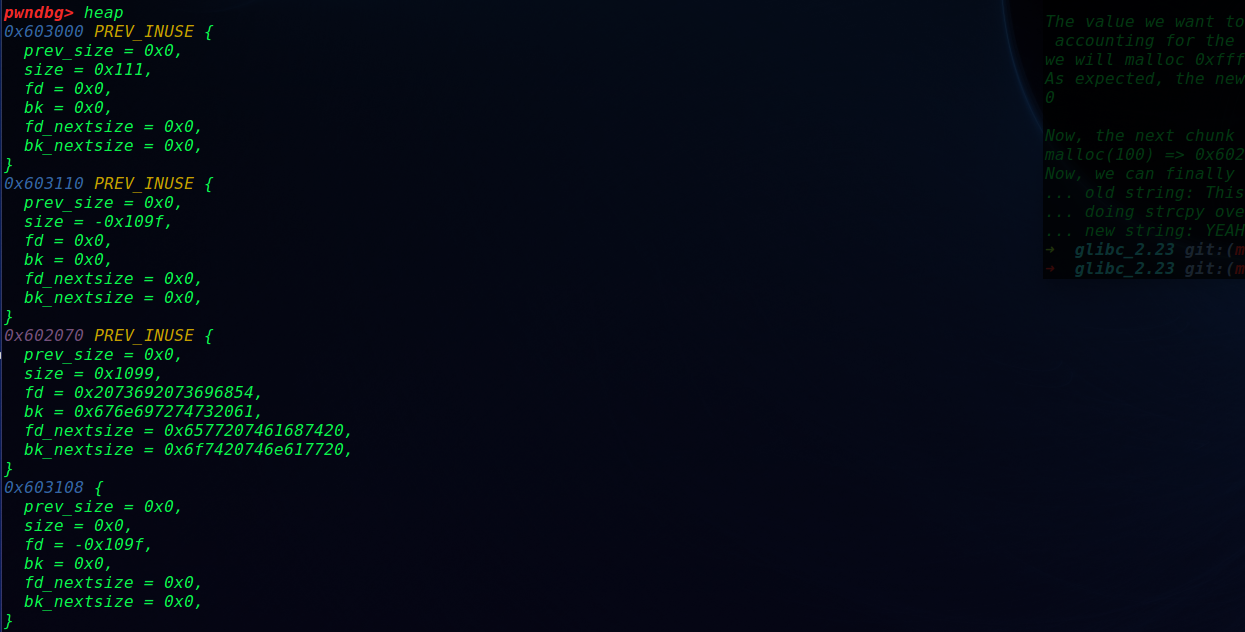 pwndbg> heap
0x603000 PREV_INUSE {
  prev_size = 0x0,
  size = 0x111,
  fd = 0x0,
  bk = 0x0,
  fd_nextsize = 0x0,
  bk_nextsize = 0x0,
}
0x603110 PREV_INUSE {
  prev_size = 0x0,
  size = -0x109f,
  fd = 0x0,
  bk = 0x0,
  fd_nextsize = 0x0,
  bk_nextsize = 0x0,
}
0x602070 PREV_INUSE {
  prev_size = 0x0,
  size = 0x1099,
  fd = 0x2073692073696854,
  bk = 0x676e697274732061,
  fd_nextsize = 0x6577207461687420,
  bk_nextsize = 0x6f7420746e617720,
}
0x603108 {
  prev_size = 0x0,
  size = 0x0,
  fd = -0x109f,
  bk = 0x0,
  fd_nextsize = 0x0,
  bk_nextsize = 0x0,
}
The value we want to
 accounting for the
we will malloc 0xfff
As expected, the new
0
Now, the next chunk
malloc(100) => 0x602
Now, we can finally
... old string: This
... doing strcpy ove
... new string: YEAH
→  glibc_2.23 git:(m
→  glibc_2.23 git:(m